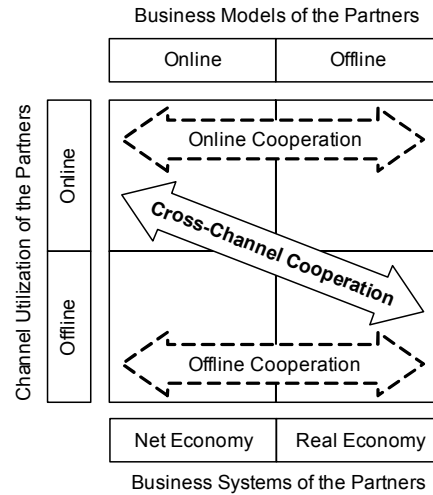 Business Models of the Partners
Online Offline
Channel Utilization of the Partners
Online
Offline
Online Cooperation
Cross-Channel Cooperation
Offline Cooperation
Net Economy Real Economy
Business Systems of the Partners